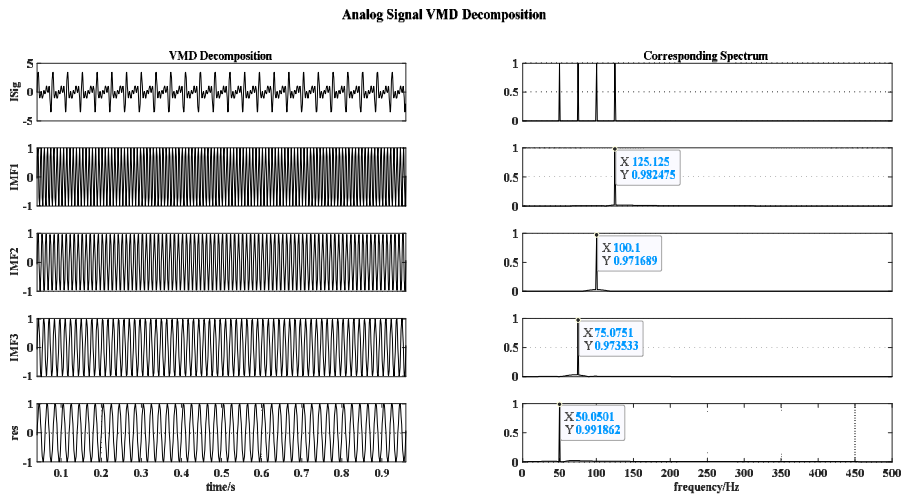 Analog Signal VMD Decomposition
VMD Decomposition
Corresponding Spectrum
5
0
-5
ISig
1
0.5
0
1
0
-1
IMF1
1
0.5
0
X 125.125
Y 0.982475
1
0
-1
IMF2
1
0.5
0
X 100.1
Y 0.971689
1
0
-1
IMF3
1
0.5
0
X 75.0751
Y 0.973533
1
0
-1
res
0.1 0.2 0.3 0.4 0.5 0.6 0.7 0.8 0.9
time/s
1
0.5
0
X 50.0501
Y 0.991862
0 50 100 150 200 250 300 350 400 450 500
frequency/Hz